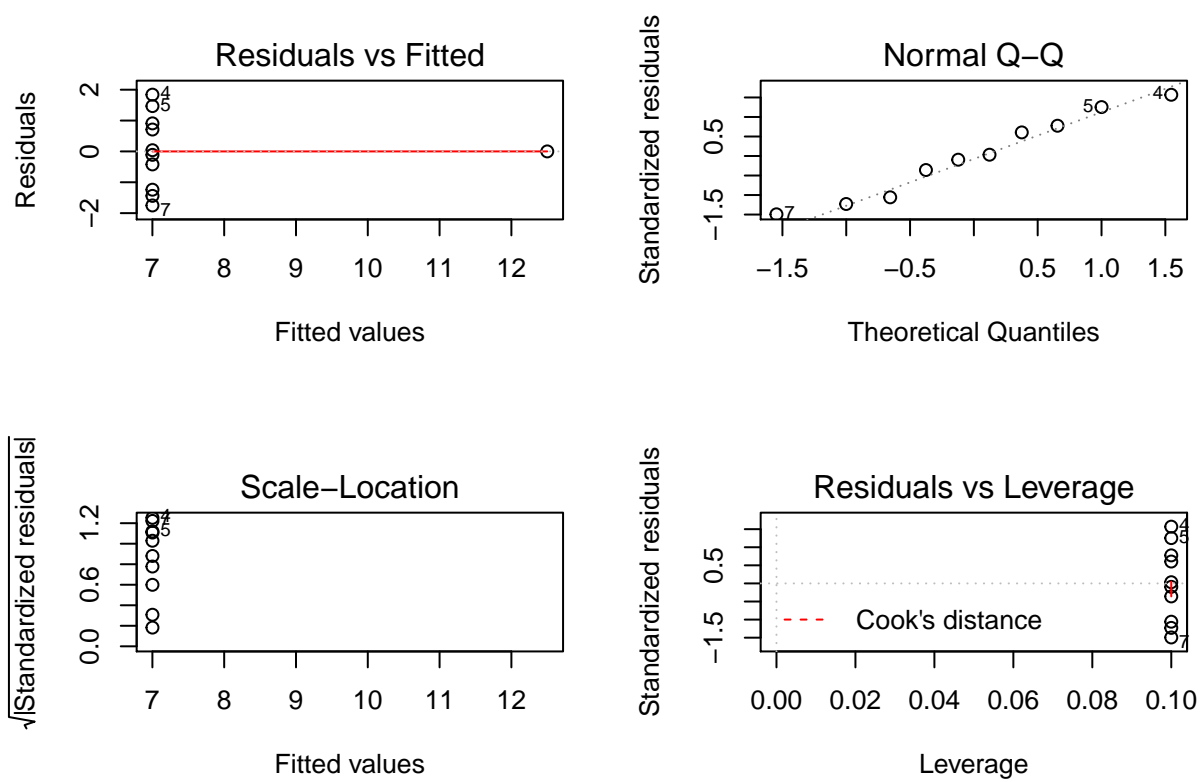 Residuals vs Fitted
Residuals
2
0
−2
4
5
7
7 8 9 10 11 12
Fitted values
Normal Q−Q
Standardized residuals
0.5
−1.5
7
5
4
−1.5 −0.5 0.5 1.0 1.5
Theoretical Quantiles
Scale−Location
√|Standardized residuals|
1.2
0.6
0.0
4
5
7 8 9 10 11 12
Fitted values
Residuals vs Leverage
Standardized residuals
0.5
−1.5
4
5
7
Cook's distance
0.00 0.02 0.04 0.06 0.08 0.10
Leverage